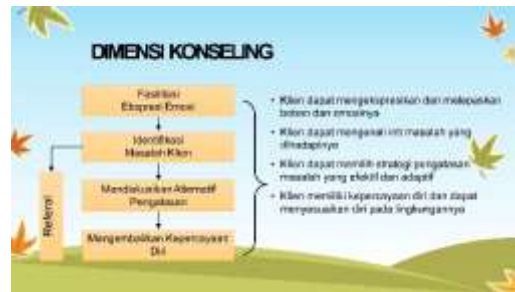 DIMENSI KONSELING
Fasilitasi
Ekspresi Emosi
Identifikasi
Masalah Klien
Mendiskusikan Alternatif
Pengatasan
Mengembalikan Kepercayaan
Diri
Referral
• Klien dapat mengekspresikan dan melepaskan
beban dan emosinya
• Klien dapat mengenali inti masalah yang
dihadapinya
• Klien dapat memilih strategi pengatasan
masalah yang efektif dan adaptif
• Klien memiliki kepercayaan diri dan dapat
menyesuaikan diri pada lingkungannya